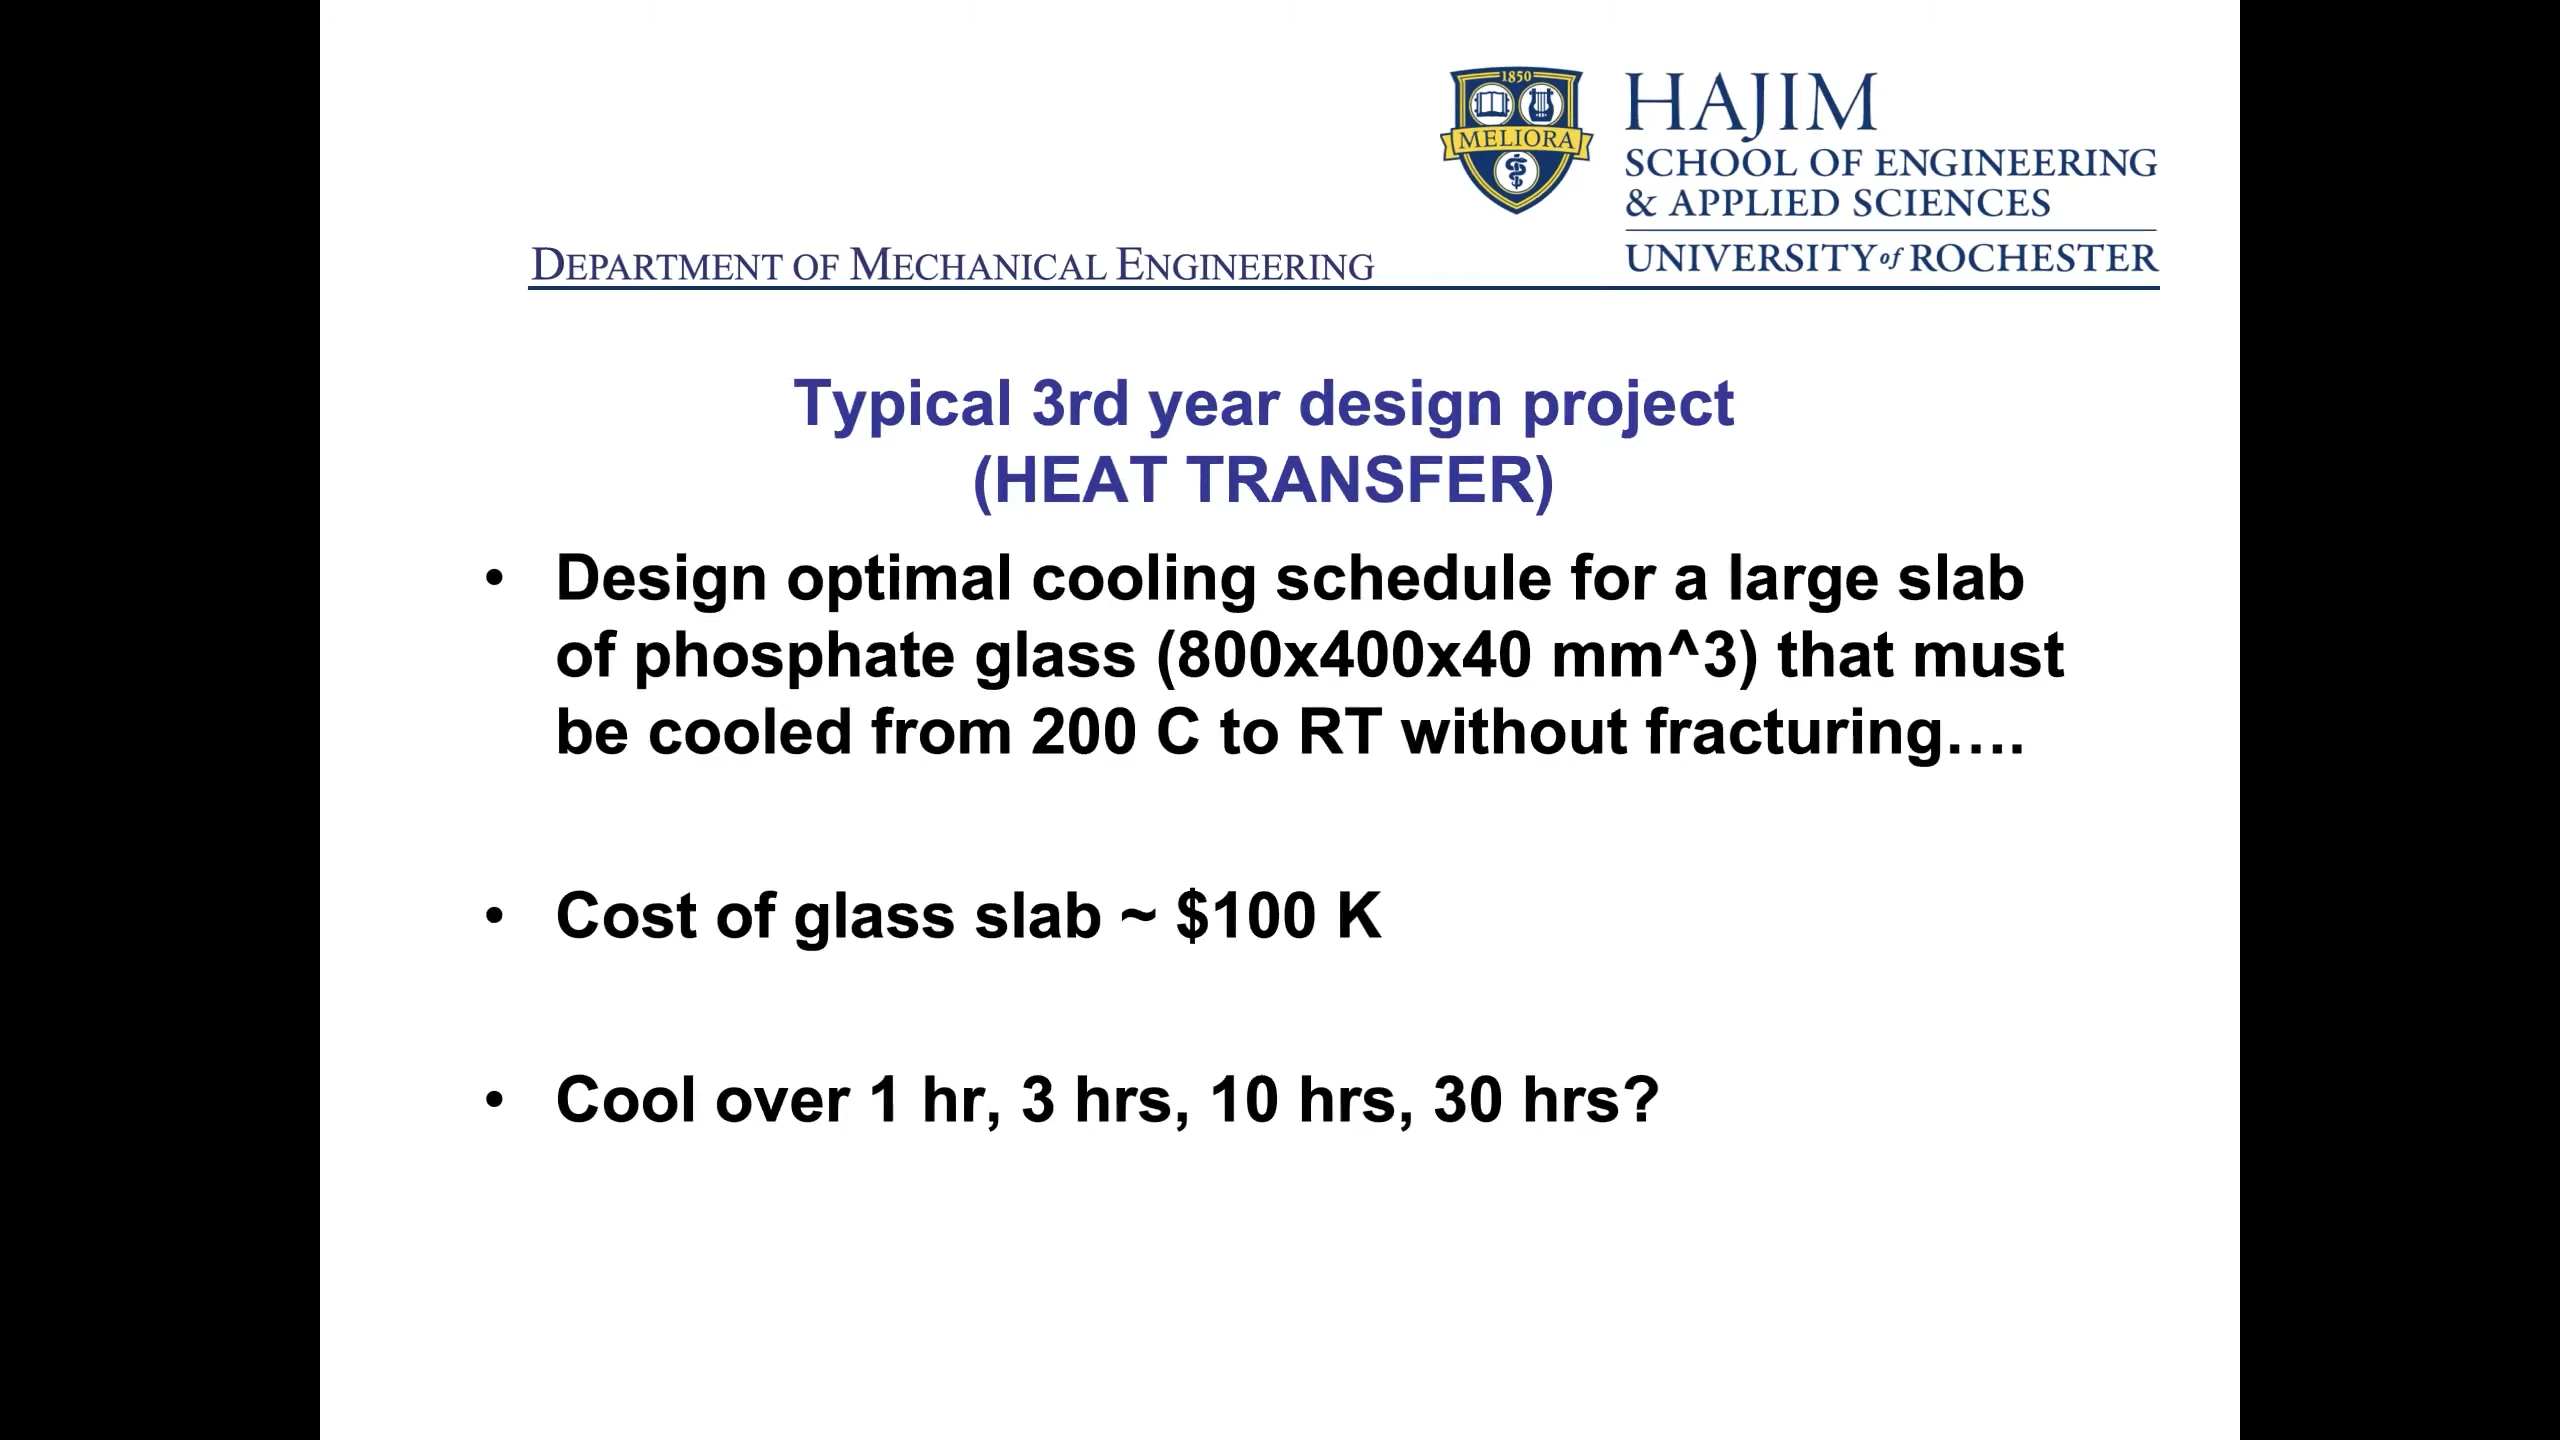 1850
MELIORA
HAJIM
SCHOOL OF ENGINEERING
& APPLIED SCIENCES
UNIVERSITY of ROCHESTER
DEPARTMENT OF MECHANICAL ENGINEERING
Typical 3rd year design project
(HEAT TRANSFER)
• Design optimal cooling schedule for a large slab
of phosphate glass (800x400x40 mm^3) that must
be cooled from 200 C to RT without fracturing….
• Cost of glass slab ~ $100 K
• Cool over 1 hr, 3 hrs, 10 hrs, 30 hrs?